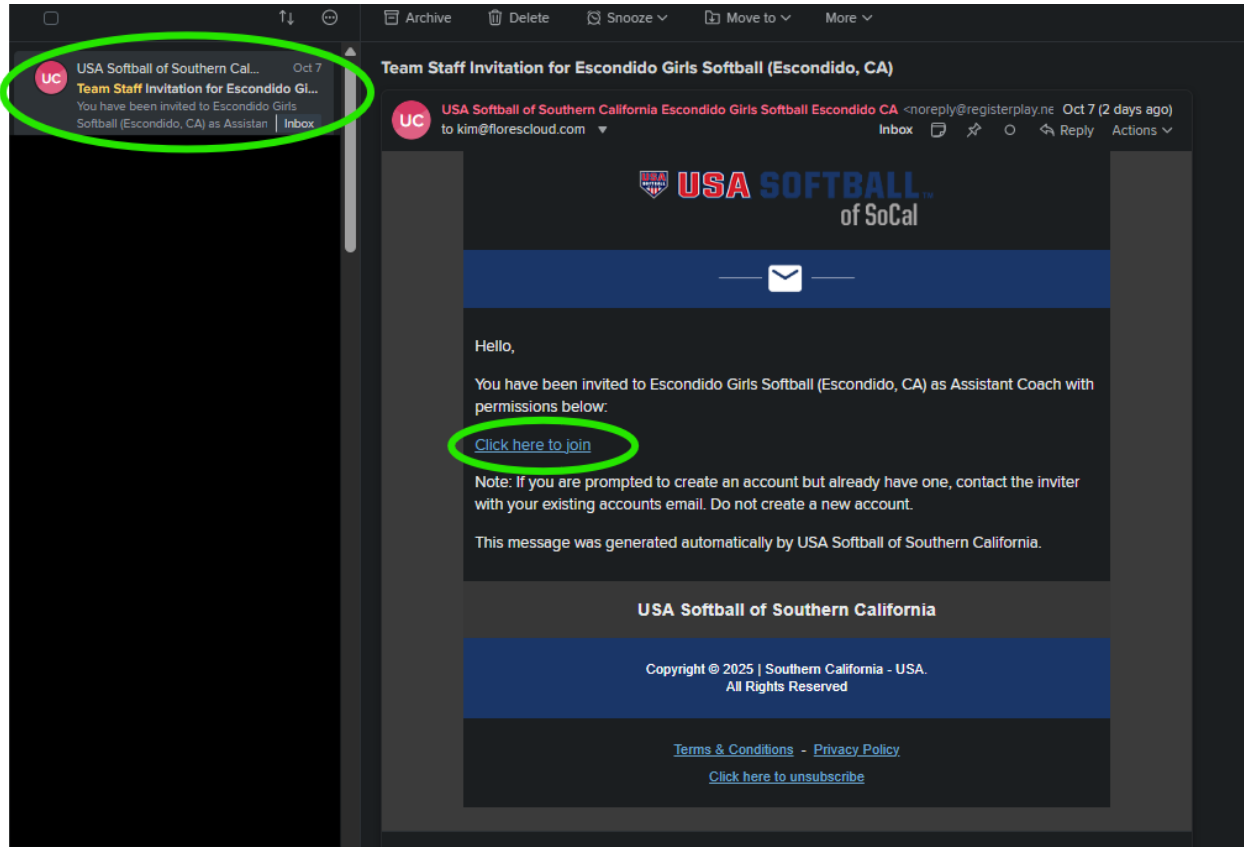 Archive Delete Snooze Move to More
UC
USA Softball of Southern Cal... Oct 7
Team Staff Invitation for Escondido Gi...
You have been invited to Escondido Girls
Softball (Escondido, CA) as Assistan Inbox
Team Staff Invitation for Escondido Girls Softball (Escondido, CA)
UC
USA Softball of Southern California Escondido Girls Softball Escondido CA <noreply@registerplay.ne Oct 7 (2 days ago)
to kim@florescloud.com Inbox Reply Actions
USA SOFTBALL™
of SoCal
Hello,
You have been invited to Escondido Girls Softball (Escondido, CA) as Assistant Coach with
permissions below:
Click here to join
Note: If you are prompted to create an account but already have one, contact the inviter
with your existing accounts email. Do not create a new account.
This message was generated automatically by USA Softball of Southern California.
USA Softball of Southern California
Copyright © 2025 | Southern California - USA.
All Rights Reserved
Terms & Conditions - Privacy Policy
Click here to unsubscribe